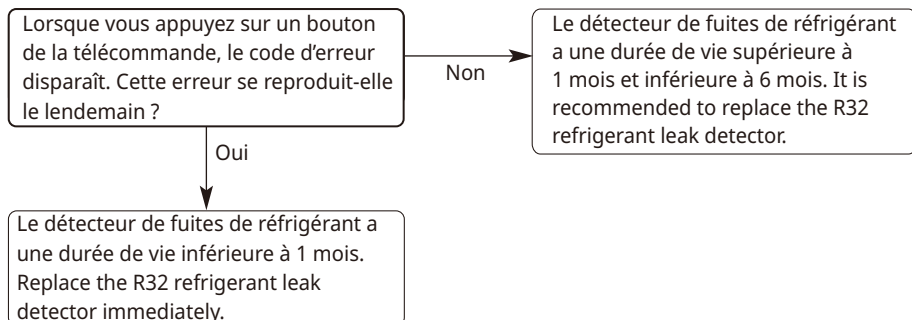 Lorsque vous appuyez sur un bouton
de la télécommande, le code d’erreur
disparaît. Cette erreur se reproduit-elle
le lendemain ?
Non
Le détecteur de fuites de réfrigérant
a une durée de vie supérieure à
1 mois et inférieure à 6 mois. It is
recommended to replace the R32
refrigerant leak detector.
Oui
Le détecteur de fuites de réfrigérant a
une durée de vie inférieure à 1 mois.
Replace the R32 refrigerant leak
detector immediately.